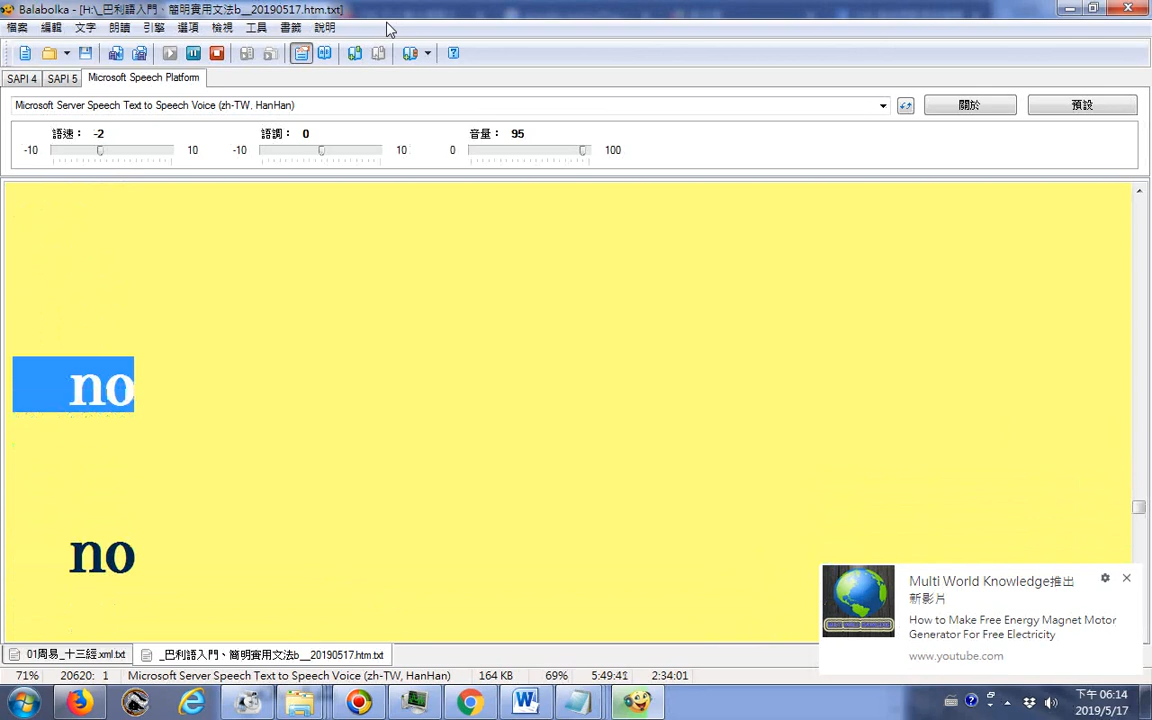 Balabolka - [H:\_巴利語入門、簡明實用文法b__20190517.htm.txt]
檔案 編輯 文字 朗讀 引擎 選項 檢視 工具 書籤 說明
SAPI 4 SAPI 5 Microsoft Speech Platform
Microsoft Server Speech Text to Speech Voice (zh-TW, HanHan) 關於 預設
語速： -2 語調： 0 音量： 95
-10 10 -10 10 0 100
no
no
Multi World Knowledge推出
新影片
How to Make Free Energy Magnet Motor
Generator For Free Electricity
www.youtube.com
01周易_十三經.xml.txt _巴利語入門、簡明實用文法b__20190517.htm.txt
71% 20620: 1 Microsoft Server Speech Text to Speech Voice (zh-TW, HanHan) 164 KB 69% 5:49:41 2:34:01
下午 06:14
2019/5/17